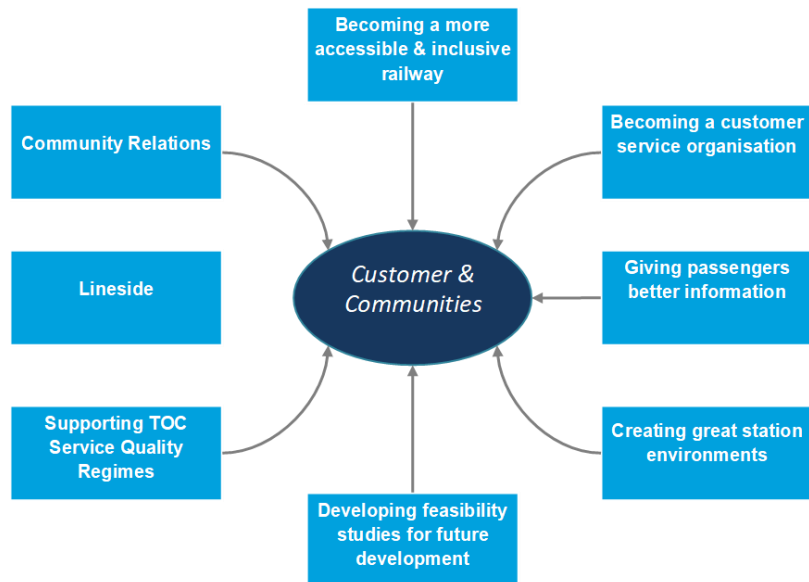 Becoming a more
accessible & inclusive
railway
Community Relations
Becoming a customer
service organisation
Lineside
Customer &
Communities
Giving passengers
better information
Supporting TOC
Service Quality
Regimes
Creating great station
environments
Developing feasibility
studies for future
development